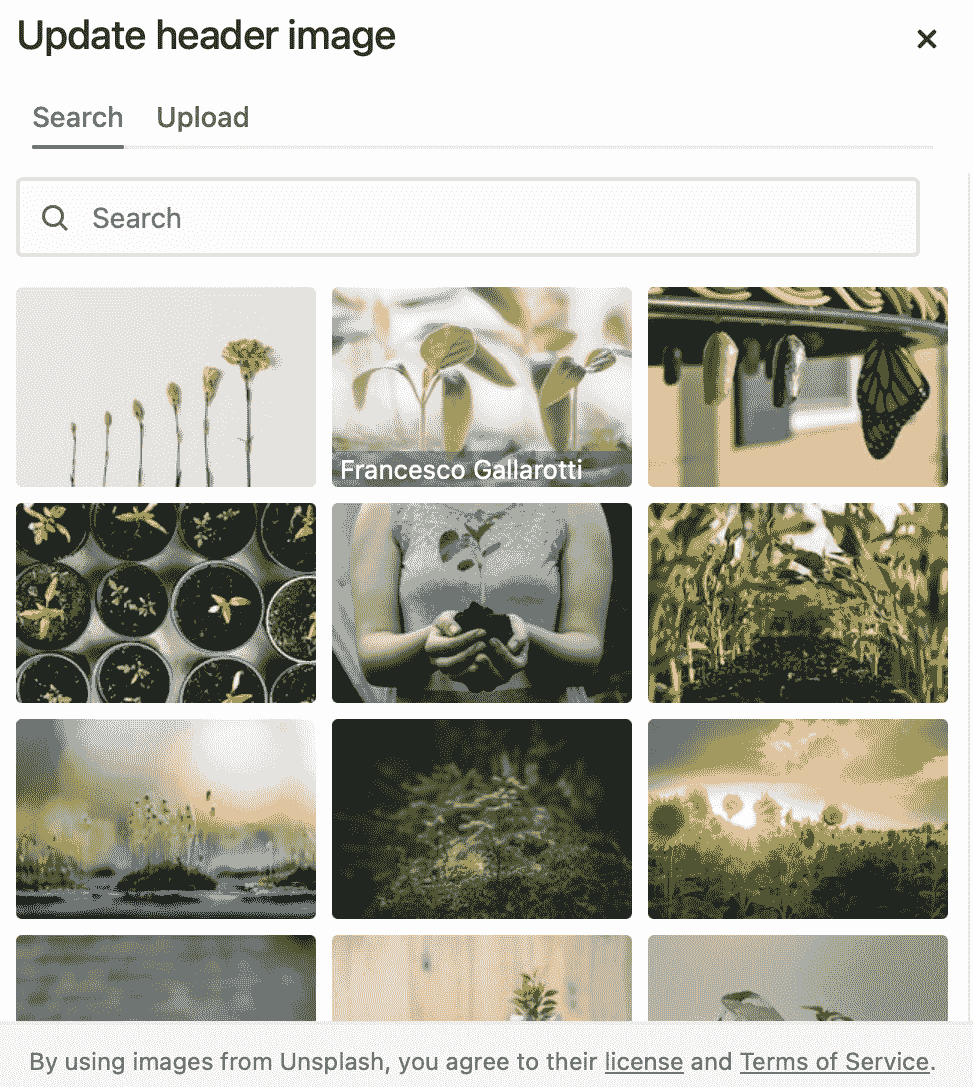 Update header image
Search Upload
Search
Francesco Gallarotti
By using images from Unsplash, you agree to their license and Terms of Service.